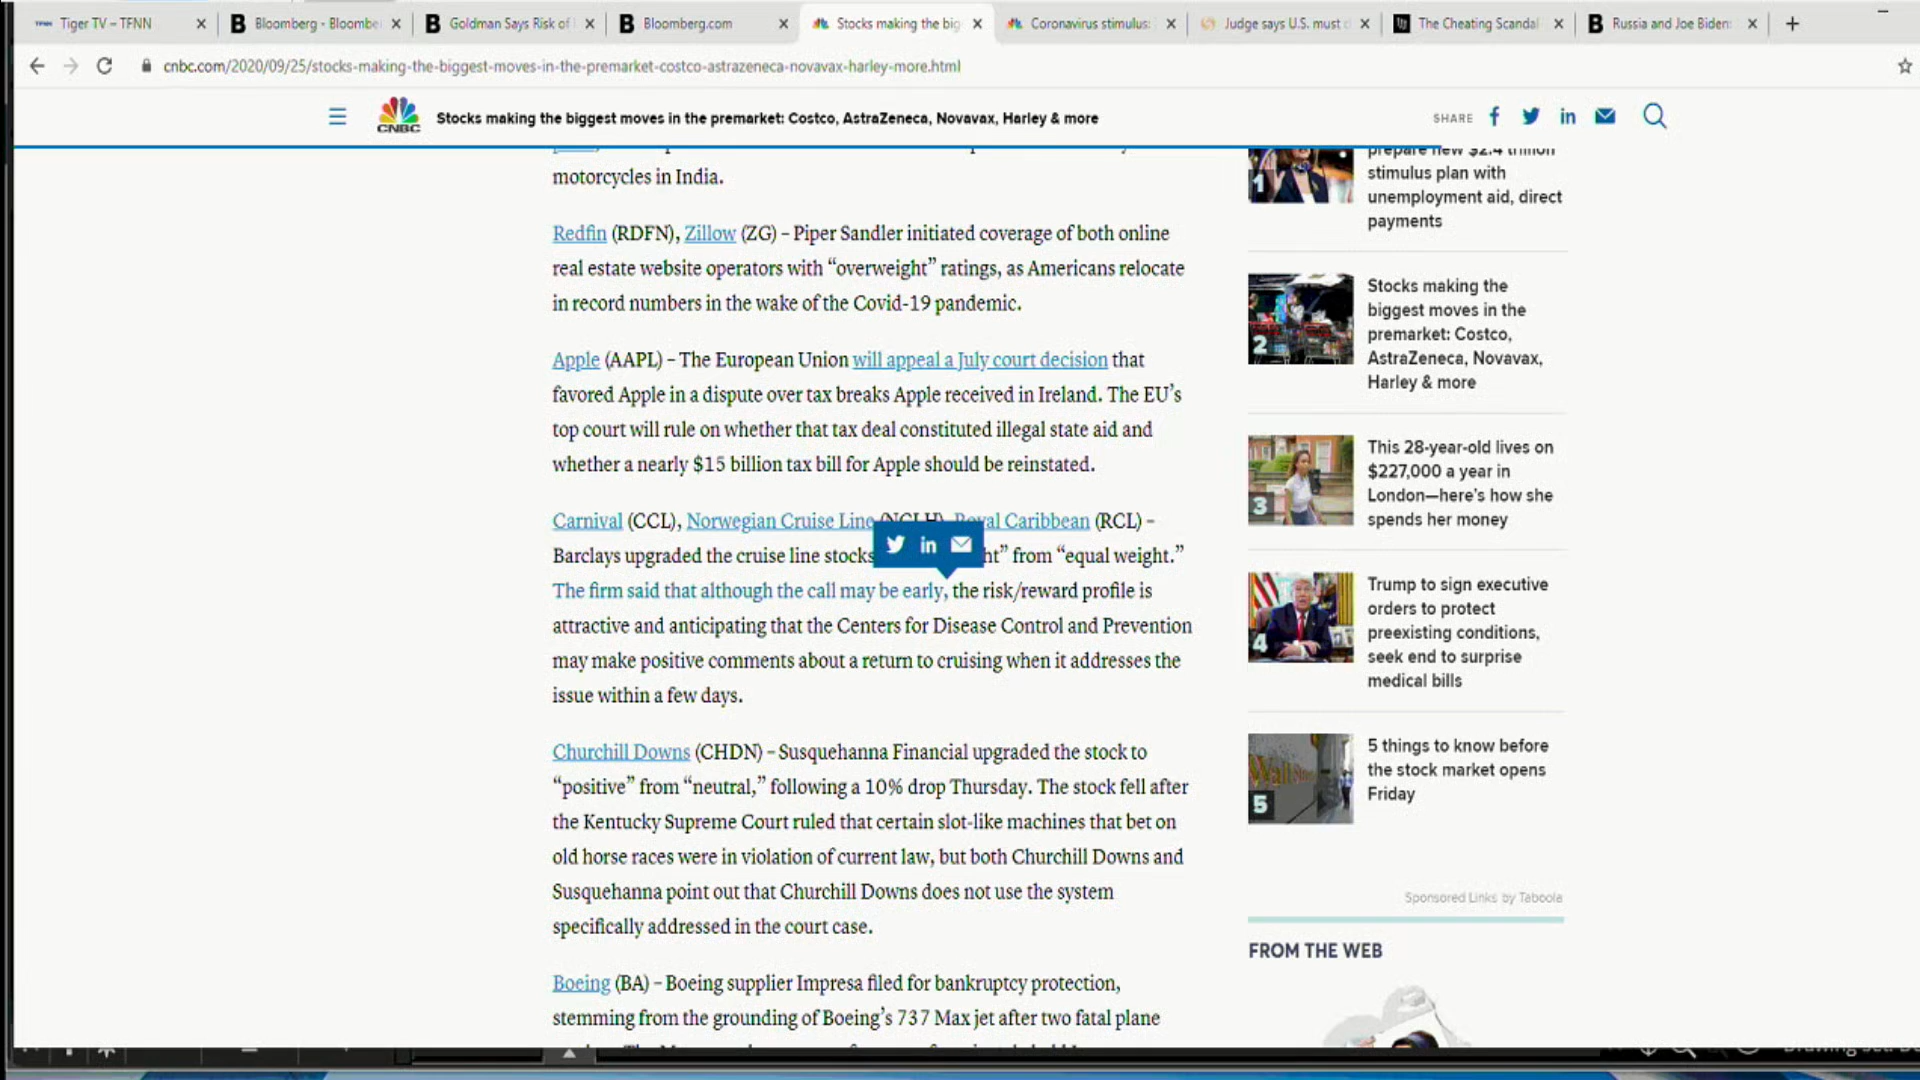 Tiger TV – TFNN
Bloomberg - Bloombe
Goldman Says Risk of
Bloomberg.com
Stocks making the big
Coronavirus stimulus:
Judge says U.S. must
The Cheating Scandal
Russia and Joe Biden:
cnbc.com/2020/09/25/stocks-making-the-biggest-moves-in-the-premarket-costco-astrazeneca-novavax-harley-more.html
CNBC
Stocks making the biggest moves in the premarket: Costco, AstraZeneca, Novavax, Harley & more
SHARE
motorcycles in India.
Redfin (RDFN), Zillow (ZG) – Piper Sandler initiated coverage of both online
real estate website operators with “overweight” ratings, as Americans relocate
in record numbers in the wake of the Covid-19 pandemic.
Apple (AAPL) – The European Union will appeal a July court decision that
favored Apple in a dispute over tax breaks Apple received in Ireland. The EU’s
top court will rule on whether that tax deal constituted illegal state aid and
whether a nearly $15 billion tax bill for Apple should be reinstated.
Carnival (CCL), Norwegian Cruise Line (NCLH), Royal Caribbean (RCL) –
Barclays upgraded the cruise line stocks ht” from “equal weight.”
The firm said that although the call may be early, the risk/reward profile is
attractive and anticipating that the Centers for Disease Control and Prevention
may make positive comments about a return to cruising when it addresses the
issue within a few days.
Churchill Downs (CHDN) – Susquehanna Financial upgraded the stock to
“positive” from “neutral,” following a 10% drop Thursday. The stock fell after
the Kentucky Supreme Court ruled that certain slot-like machines that bet on
old horse races were in violation of current law, but both Churchill Downs and
Susquehanna point out that Churchill Downs does not use the system
specifically addressed in the court case.
Boeing (BA) – Boeing supplier Impresa filed for bankruptcy protection,
stemming from the grounding of Boeing’s 737 Max jet after two fatal plane
1
prepare new $2.4 trillion
stimulus plan with
unemployment aid, direct
payments
2
Stocks making the
biggest moves in the
premarket: Costco,
AstraZeneca, Novavax,
Harley & more
3
This 28-year-old lives on
$227,000 a year in
London—here’s how she
spends her money
4
Trump to sign executive
orders to protect
preexisting conditions,
seek end to surprise
medical bills
5
5 things to know before
the stock market opens
Friday
Sponsored Links by Taboola
FROM THE WEB